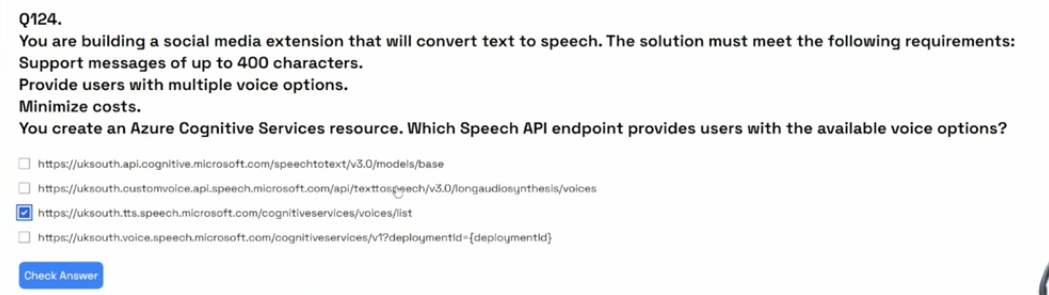 Q124.
You are building a social media extension that will convert text to speech. The solution must meet the following requirements:
Support messages of up to 400 characters.
Provide users with multiple voice options.
Minimize costs.
You create an Azure Cognitive Services resource. Which Speech API endpoint provides users with the available voice options?
https://uksouth.api.cognitive.microsoft.com/speechtotext/v3.0/models/base
https://uksouth.customvoice.api.speech.microsoft.com/api/texttospeech/v3.0/longaudiosynthesis/voices
https://uksouth.tts.speech.microsoft.com/cognitiveservices/voices/list
https://uksouth.voice.speech.microsoft.com/cognitiveservices/v1?deploymentId={deploymentId}
Check Answer